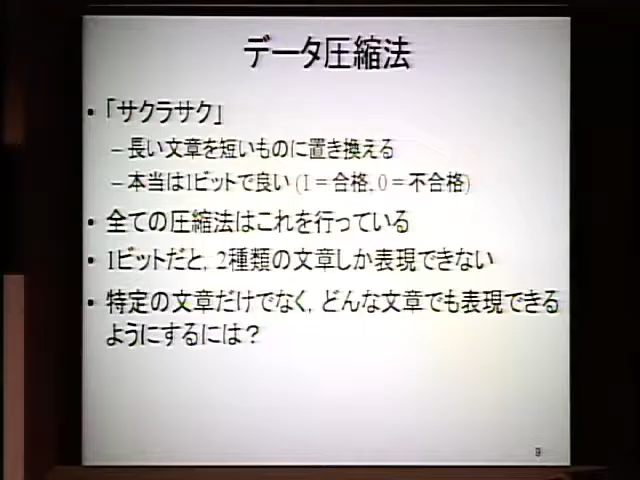 データ圧縮法
• 「サクラサク」
– 長い文章を短いものに置き換える
– 本当は1ビットで良い (1 = 合格, 0 = 不合格)
• 全ての圧縮法はこれを行っている
• 1ビットだと, 2種類の文章しか表現できない
• 特定の文章だけでなく, どんな文章でも表現できる
ようにするには？
9